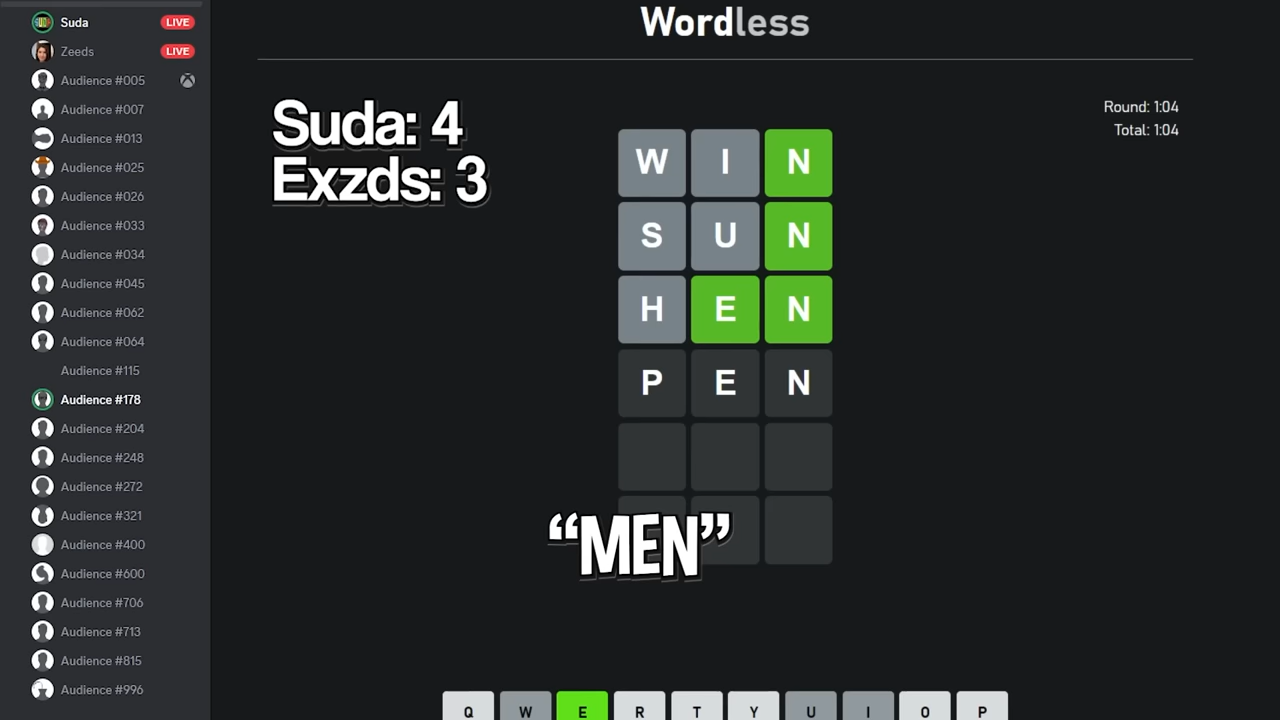 Suda LIVE
Zeeds LIVE
Audience #005
Audience #007
Audience #013
Audience #025
Audience #026
Audience #033
Audience #034
Audience #045
Audience #062
Audience #064
Audience #115
Audience #178
Audience #204
Audience #248
Audience #272
Audience #321
Audience #400
Audience #600
Audience #706
Audience #713
Audience #815
Audience #996
Wordless
Suda: 4
Exzds: 3
Round: 1:04
Total: 1:04
W I N
S U N
H E N
P E N
“MEN”
Q W E R T Y U I O P